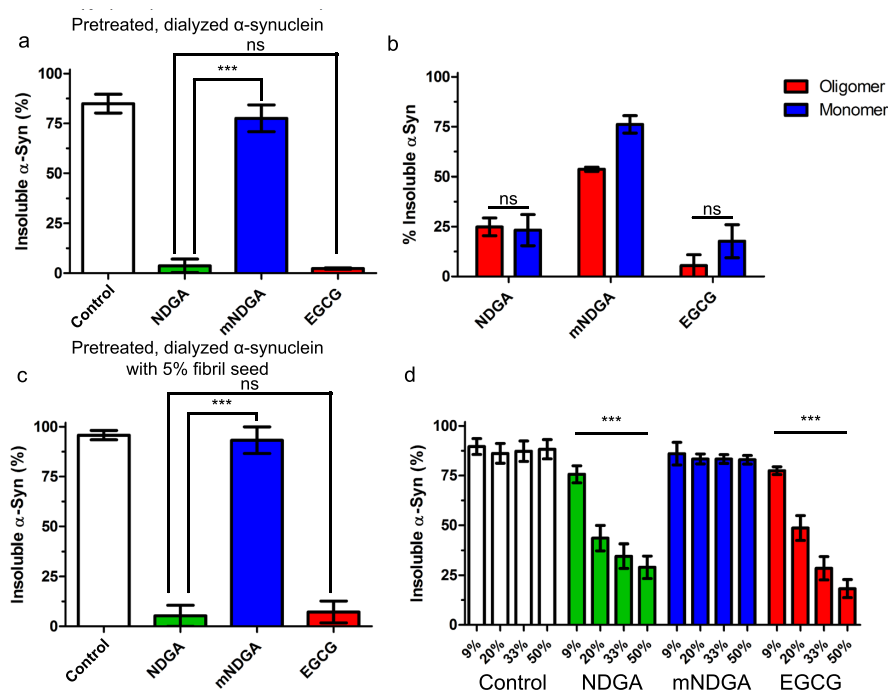 Pretreated, dialyzed α-synuclein
a
ns
***
Insoluble α-Syn (%)
100
75
50
25
0
Control
NDGA
mNDGA
EGCG
b
% Insoluble αSyn
100
75
50
25
0
ns
ns
NDGA
mNDGA
EGCG
Oligomer
Monomer
Pretreated, dialyzed α-synuclein
with 5% fibril seed
c
ns
***
Insoluble α-Syn (%)
100
75
50
25
0
Control
NDGA
mNDGA
EGCG
d
Insoluble α-Syn (%)
100
75
50
25
0
***
***
9% 20% 33% 50% 9% 20% 33% 50% 9% 20% 33% 50% 9% 20% 33% 50%
Control NDGA mNDGA EGCG